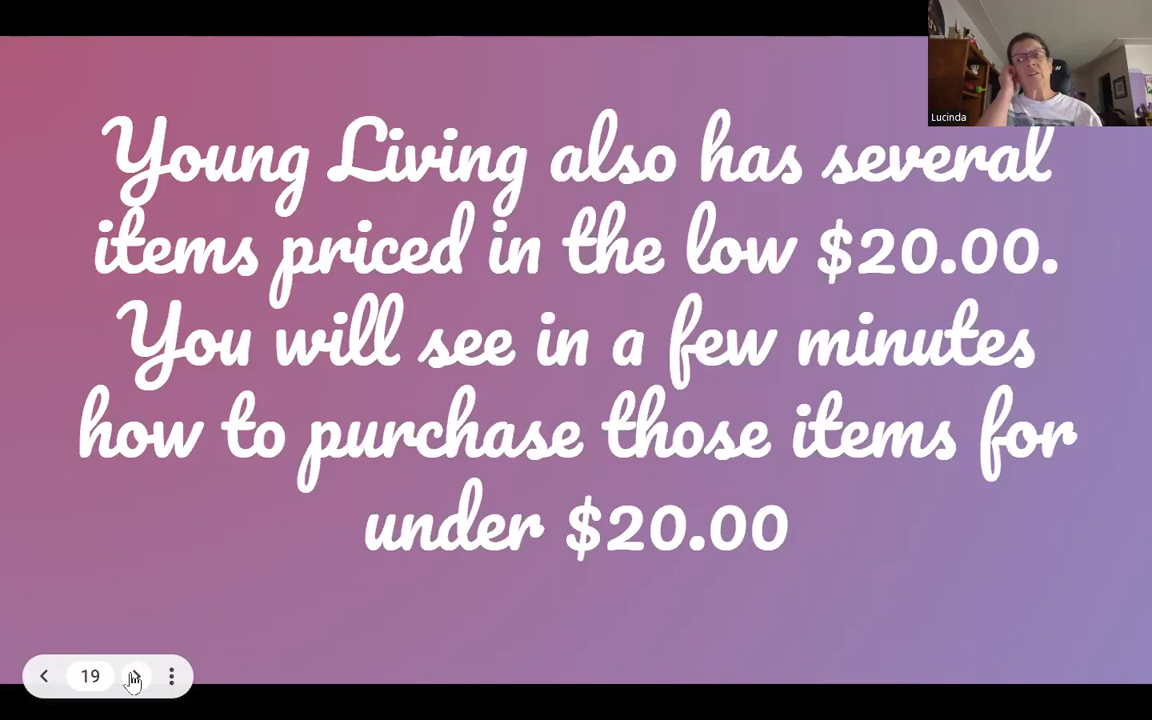 Lucinda
Young Living also has several
items priced in the low $20.00.
You will see in a few minutes
how to purchase those items for
under $20.00
19